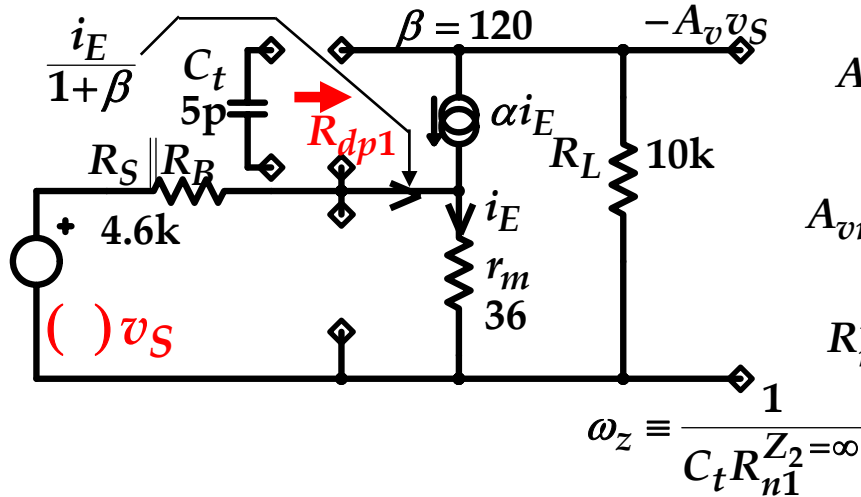 i_E
1+β
β = 120
−A_v v_S
C_t
5p
R_dp1
αi_E
R_S || R_B
4.6k
R_L
10k
i_E
r_m
36
+
( ) v_S
A
ω_z ≡ 1 / C_t R_n1^{Z_2=∞}